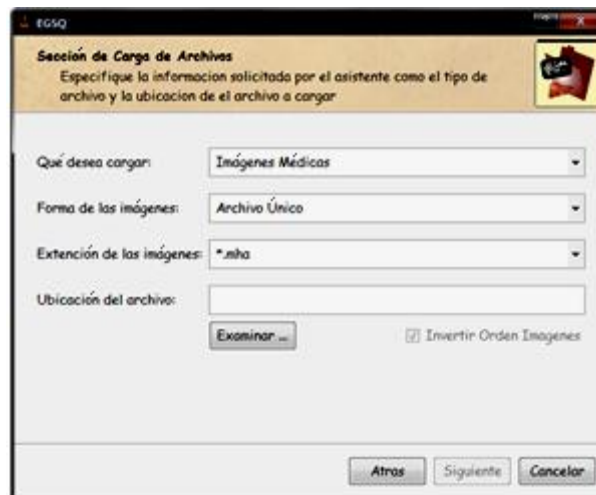 EGSQ
Sección de Carga de Archivos
Especifique la informacion solicitada por el asistente como el tipo de
archivo y la ubicacion de el archivo a cargar
Qué desea cargar:
Imágenes Médicas
Forma de las imágenes:
Archivo Único
Extención de las imágenes:
*.mha
Ubicación del archivo:
Examinar ...
Invertir Orden Imagenes
Atras
Siguiente
Cancelar